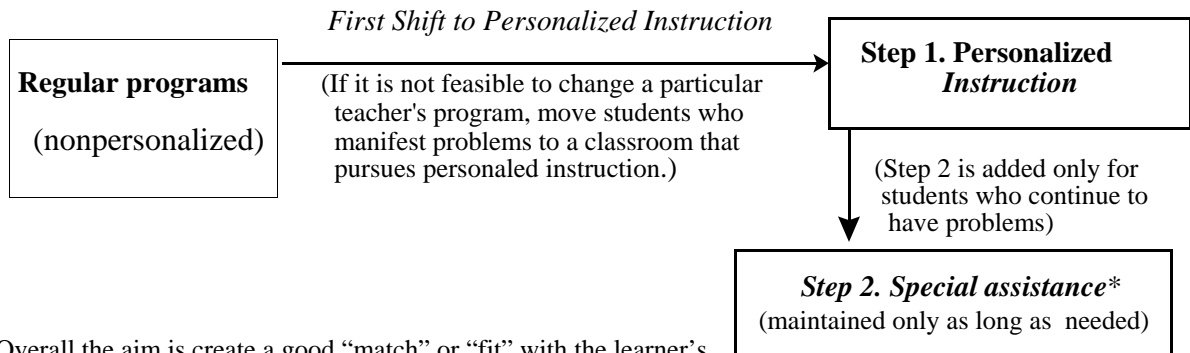 First Shift to Personalized Instruction
Regular programs
(nonpersonalized)
(If it is not feasible to change a particular
teacher's program, move students who
manifest problems to a classroom that
pursues personaled instruction.)
Step 1. Personalized
Instruction
(Step 2 is added only for
students who continue to
have problems)
Step 2. Special assistance*
(maintained only as long as needed)
Overall the aim is create a good “match” or “fit” with the learner’s